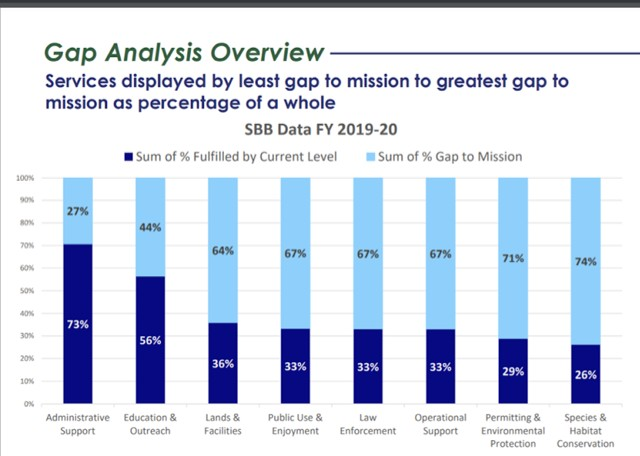 Gap Analysis Overview
Services displayed by least gap to mission to greatest gap to
mission as percentage of a whole
SBB Data FY 2019-20
Sum of % Fulfilled by Current Level Sum of % Gap to Mission
100%
90%
80%
70%
60%
50%
40%
30%
20%
10%
0%
27% 44% 64% 67% 67% 67% 71% 74%
73% 56% 36% 33% 33% 33% 29% 26%
Administrative
Support
Education &
Outreach
Lands &
Facilities
Public Use &
Enjoyment
Law
Enforcement
Operational
Support
Permitting &
Environmental
Protection
Species &
Habitat
Conservation